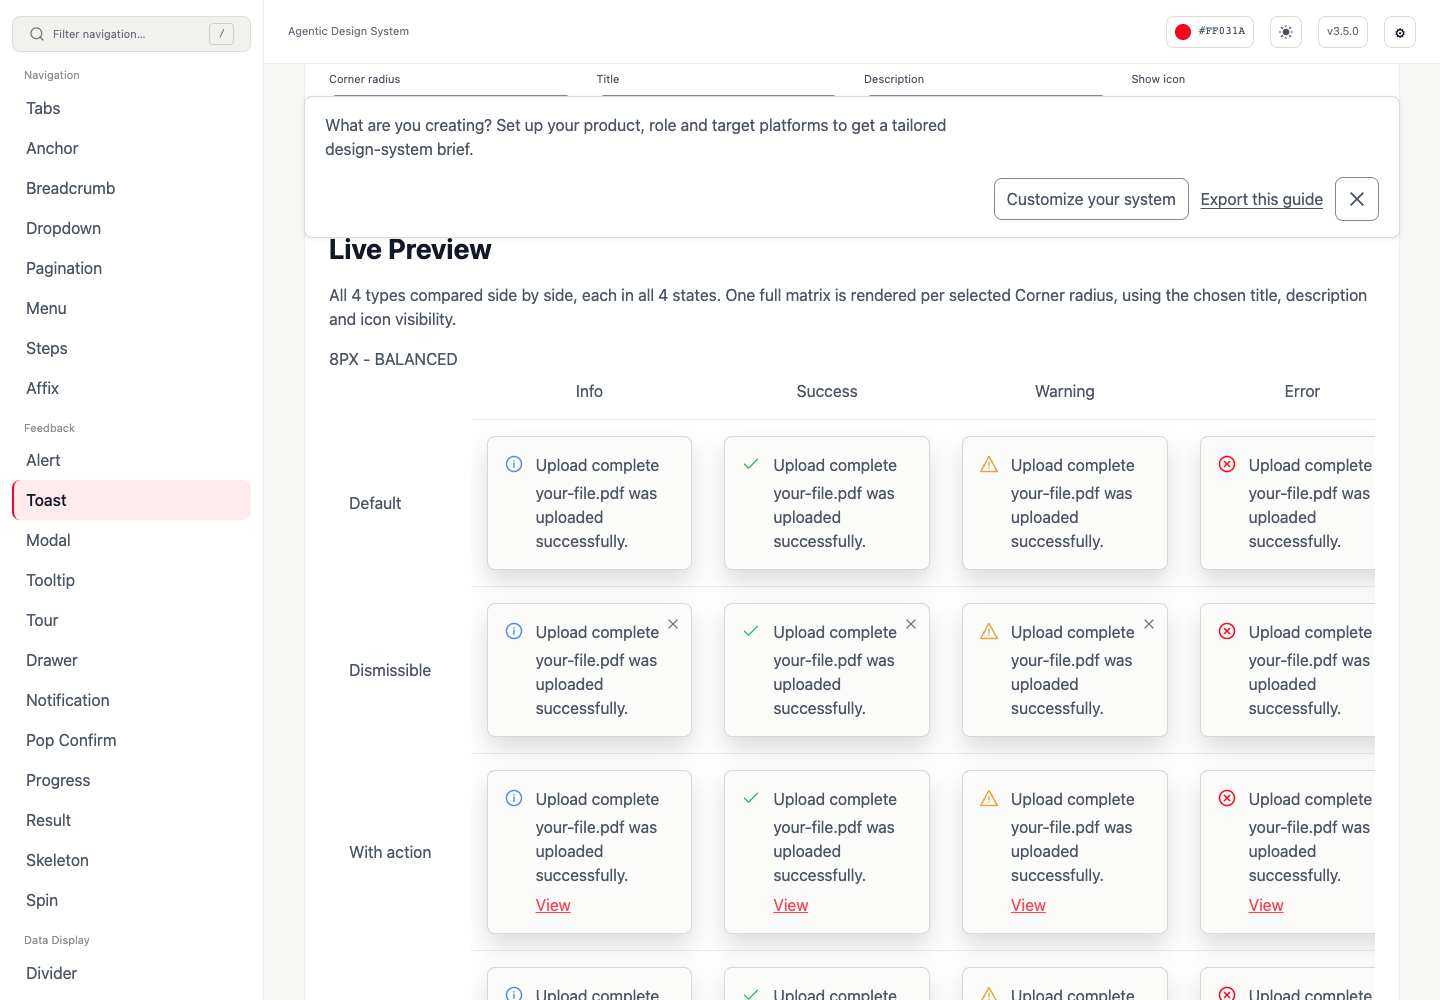 Filter navigation...
/
Navigation
Tabs
Anchor
Breadcrumb
Dropdown
Pagination
Menu
Steps
Affix
Feedback
Alert
Toast
Modal
Tooltip
Tour
Drawer
Notification
Pop Confirm
Progress
Result
Skeleton
Spin
Data Display
Divider
Agentic Design System
#FF031A
v3.5.0
Corner radius
Title
Description
Show icon
What are you creating? Set up your product, role and target platforms to get a tailored
design-system brief.
Customize your system
Export this guide
Live Preview
All 4 types compared side by side, each in all 4 states. One full matrix is rendered per selected Corner radius, using the chosen title, description
and icon visibility.
8PX - BALANCED
Info
Success
Warning
Error
Default
Upload complete
your-file.pdf was
uploaded
successfully.
Upload complete
your-file.pdf was
uploaded
successfully.
Upload complete
your-file.pdf was
uploaded
successfully.
Upload complete
your-file.pdf was
uploaded
successfully.
Dismissible
Upload complete
your-file.pdf was
uploaded
successfully.
Upload complete
your-file.pdf was
uploaded
successfully.
Upload complete
your-file.pdf was
uploaded
successfully.
Upload complete
your-file.pdf was
uploaded
successfully.
With action
Upload complete
your-file.pdf was
uploaded
successfully.
View
Upload complete
your-file.pdf was
uploaded
successfully.
View
Upload complete
your-file.pdf was
uploaded
successfully.
View
Upload complete
your-file.pdf was
uploaded
successfully.
View
Upload complete
Upload complete
Upload complete
Upload complete